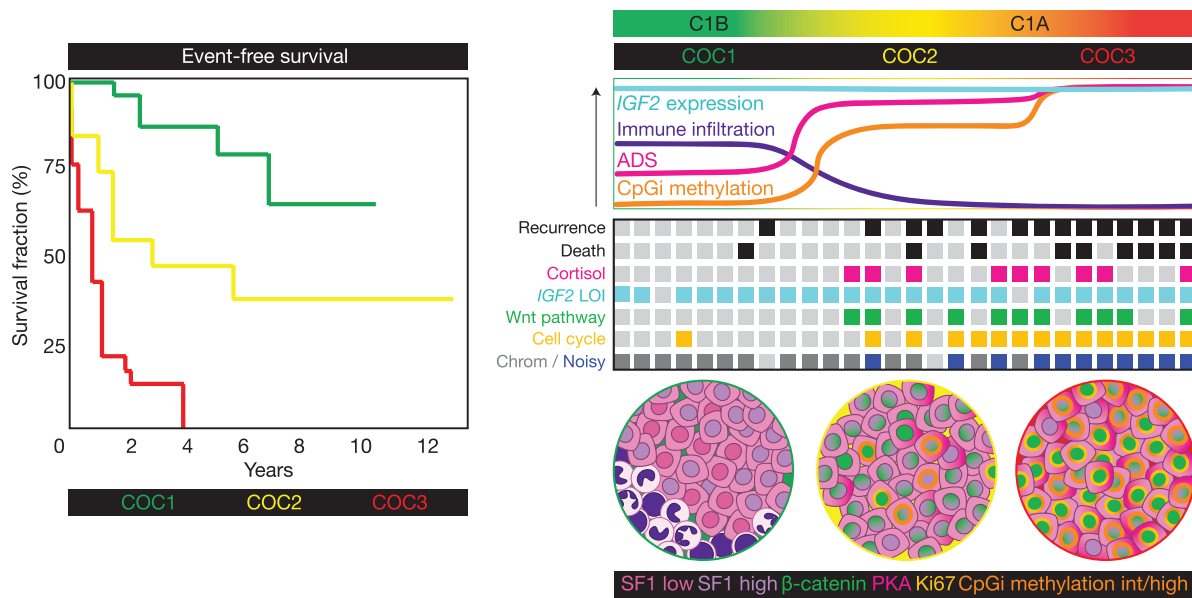 Event-free survival
Survival fraction (%)
100
75
50
25
0 2 4 6 8 10 12
Years
COC1 COC2 COC3
C1B C1A
COC1 COC2 COC3
IGF2 expression
Immune infiltration
ADS
CpGi methylation
Recurrence
Death
Cortisol
IGF2 LOI
Wnt pathway
Cell cycle
Chrom / Noisy
SF1 low SF1 high β-catenin PKA Ki67 CpGi methylation int/high